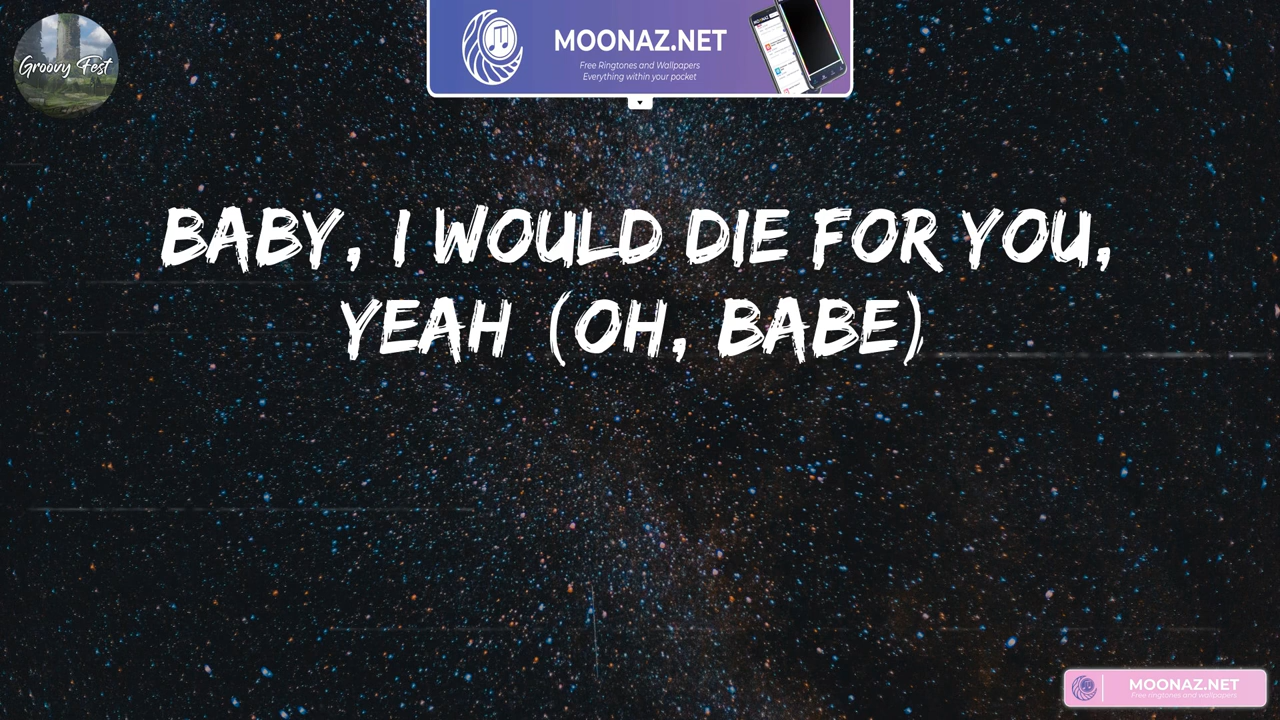 Groovy Fest
MOONAZ.NET
Free Ringtones and Wallpapers
Everything within your pocket
BABY, I WOULD DIE FOR YOU,
YEAH (OH, BABE)
MOONAZ.NET
Free ringtones and wallpapers